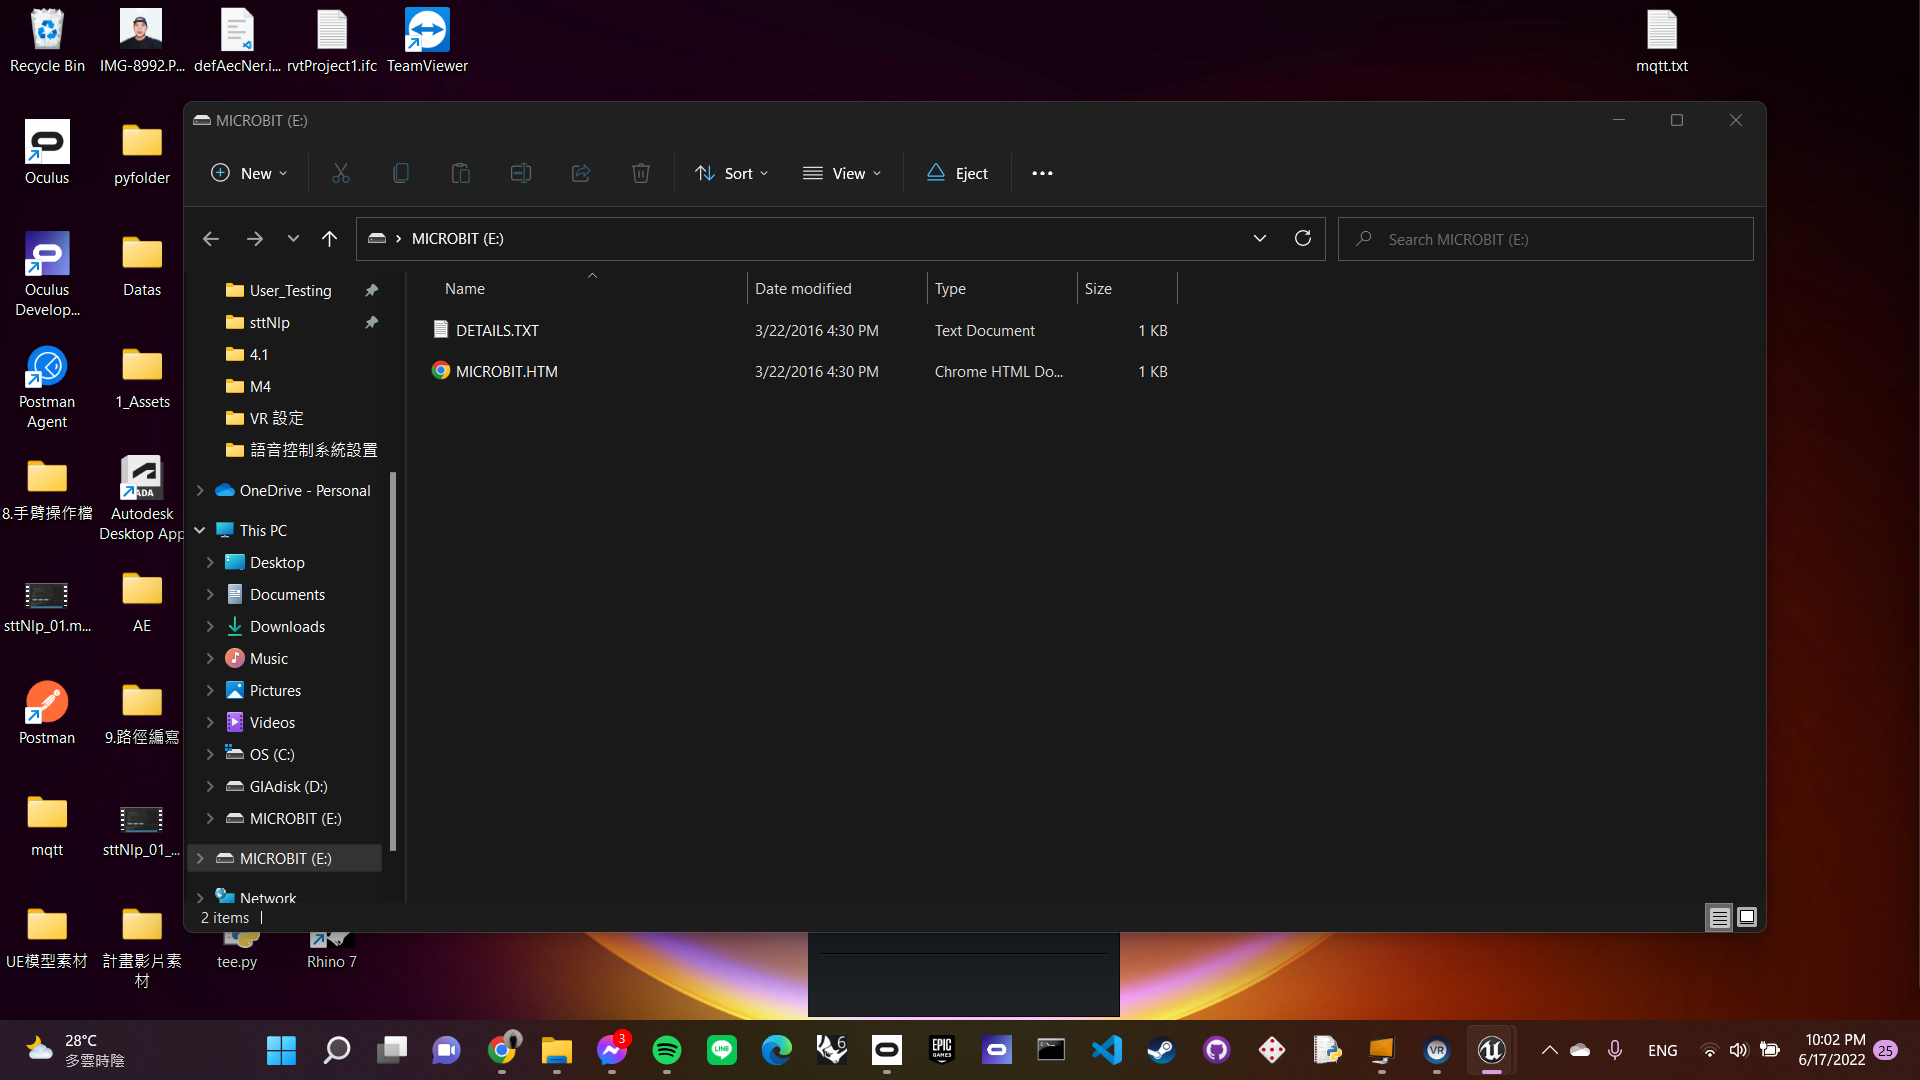 Recycle Bin
IMG-8992.P...
defAecNer.i...
rvtProject1.ifc
TeamViewer
mqtt.txt
Oculus
pyfolder
Oculus
Develop...
Datas
Postman
Agent
1_Assets
8.手臂操作檔
ADA
Autodesk
Desktop App
sttNlp_01.m...
AE
Postman
9.路徑編寫
mqtt
sttNlp_01_...
UE模型素材
計畫影片素
材
tee.py
Rhino 7
MICROBIT (E:)
New
Sort
View
Eject
MICROBIT (E:)
Search MICROBIT (E:)
User_Testing
sttNlp
4.1
M4
VR 設定
語音控制系統設置
OneDrive - Personal
This PC
Desktop
Documents
Downloads
Music
Pictures
Videos
OS (C:)
GIAdisk (D:)
MICROBIT (E:)
MICROBIT (E:)
Network
Name Date modified Type Size
DETAILS.TXT 3/22/2016 4:30 PM Text Document 1 KB
MICROBIT.HTM 3/22/2016 4:30 PM Chrome HTML Do... 1 KB
2 items
28°C
多雲時陰
3
LINE
6
EPIC
GAMES
VR
ENG
10:02 PM
6/17/2022
25